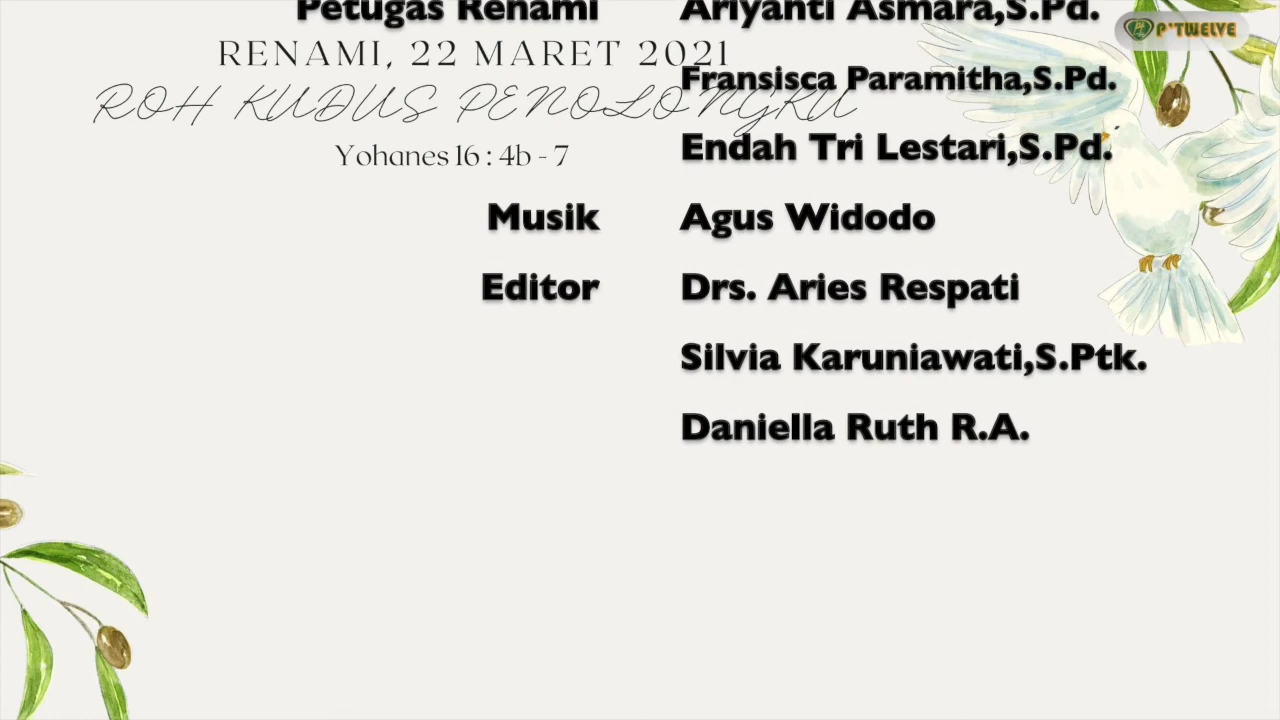 Petugas Renami Ariyanti Asmara,S.Pd.
P'TWELVE
RENAMI, 22 MARET 2021
Fransisca Paramitha,S.Pd.
ROH KUDUS PENOLONGKU
Endah Tri Lestari,S.Pd.
Yohanes 16 : 4b - 7
Musik Agus Widodo
Editor Drs. Aries Respati
Silvia Karuniawati,S.Ptk.
Daniella Ruth R.A.